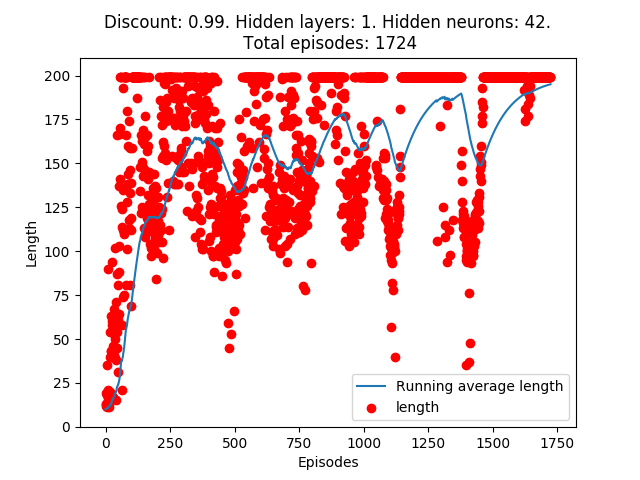 Discount: 0.99. Hidden layers: 1. Hidden neurons: 42.
Total episodes: 1724
200
175
150
125
100
75
50
25
0
Length
Running average length
length
0 250 500 750 1000 1250 1500 1750
Episodes